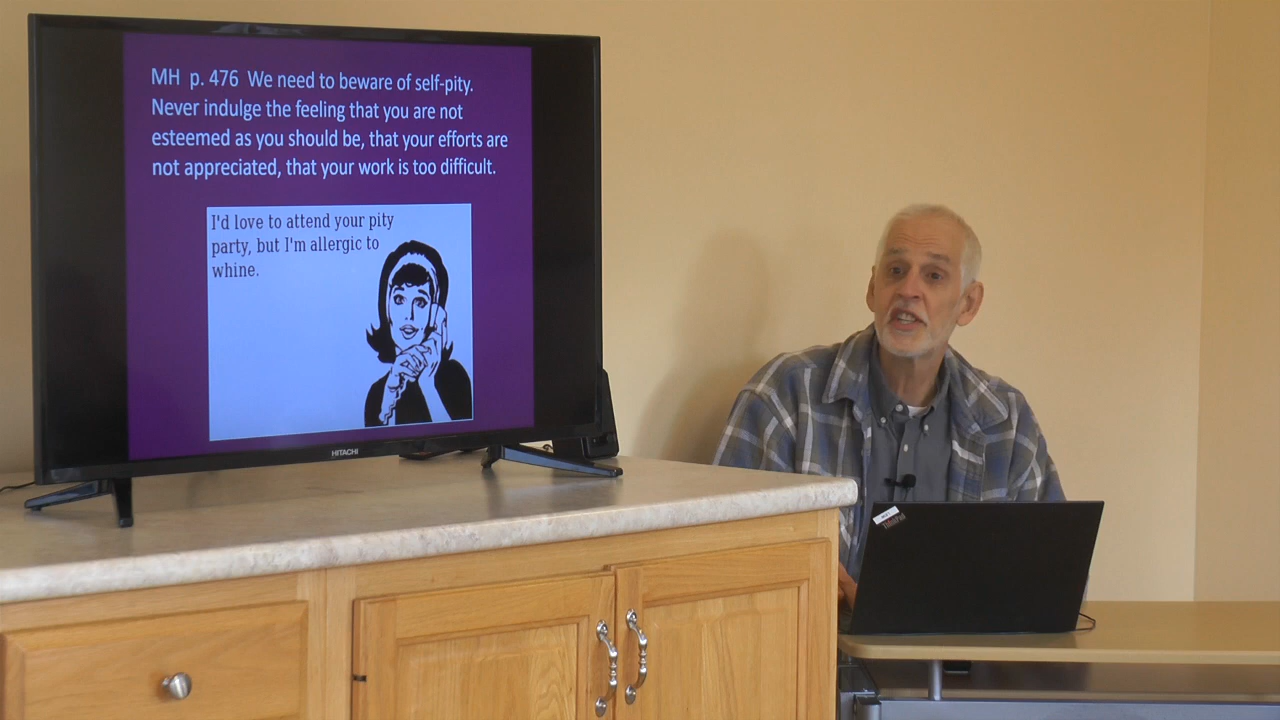 MH p. 476 We need to beware of self-pity.
Never indulge the feeling that you are not
esteemed as you should be, that your efforts are
not appreciated, that your work is too difficult.
I'd love to attend your pity
party, but I'm allergic to
whine.
HITACHI
ThinkPad